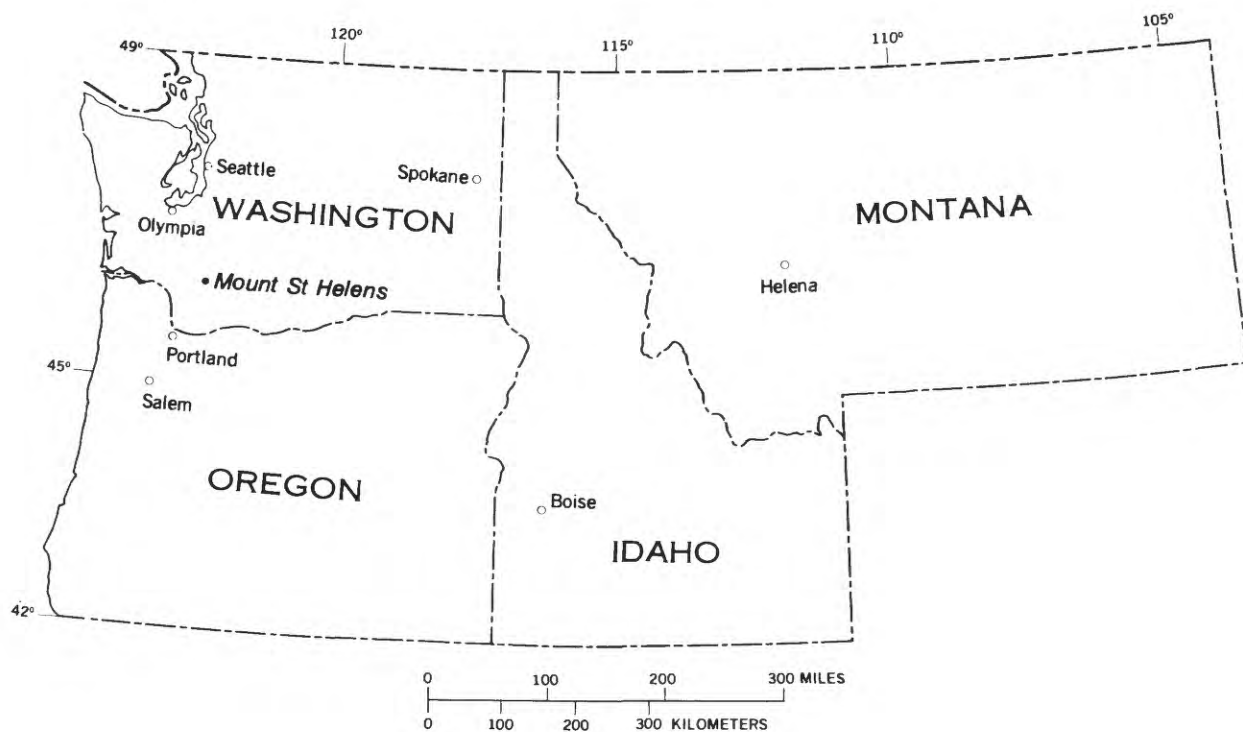 120°
115°
110°
105°
49°
Seattle
Spokane
WASHINGTON
MONTANA
Olympia
Mount St Helens
Helena
Portland
45°
Salem
OREGON
Boise
IDAHO
42°
0 100 200 300 MILES
0 100 200 300 KILOMETERS